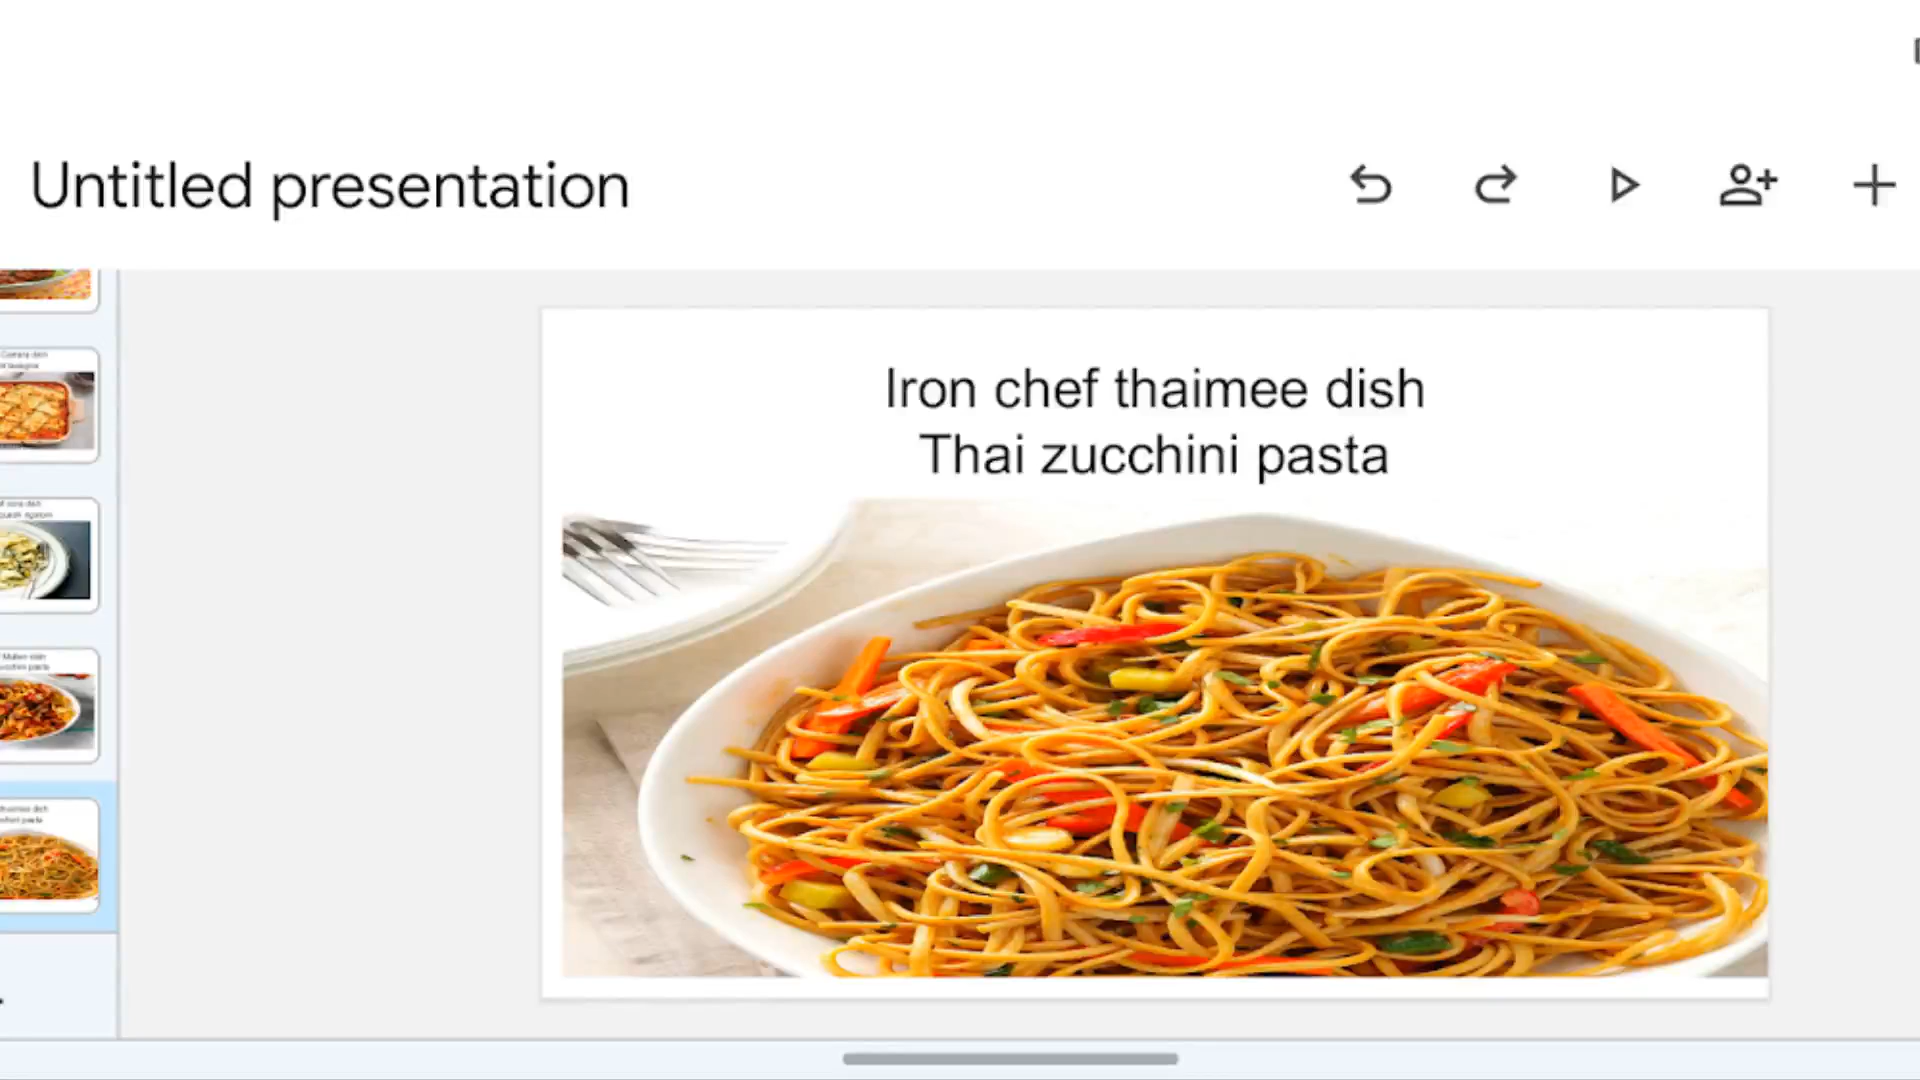 Untitled presentation
Iron chef thaimee dish
Thai zucchini pasta